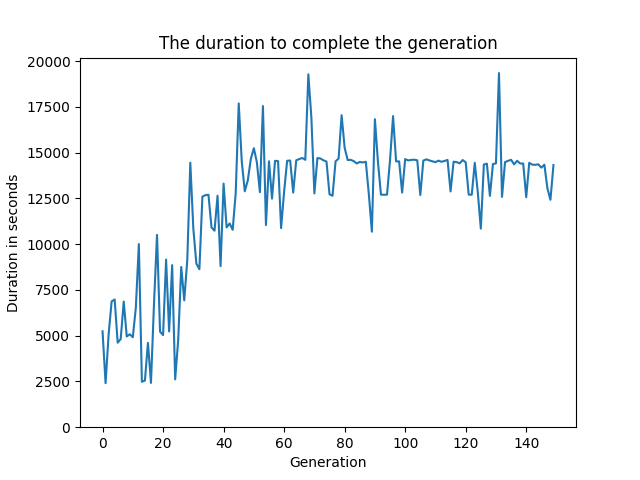 The duration to complete the generation
20000
17500
15000
12500
10000
7500
5000
2500
0
Duration in seconds
0 20 40 60 80 100 120 140
Generation